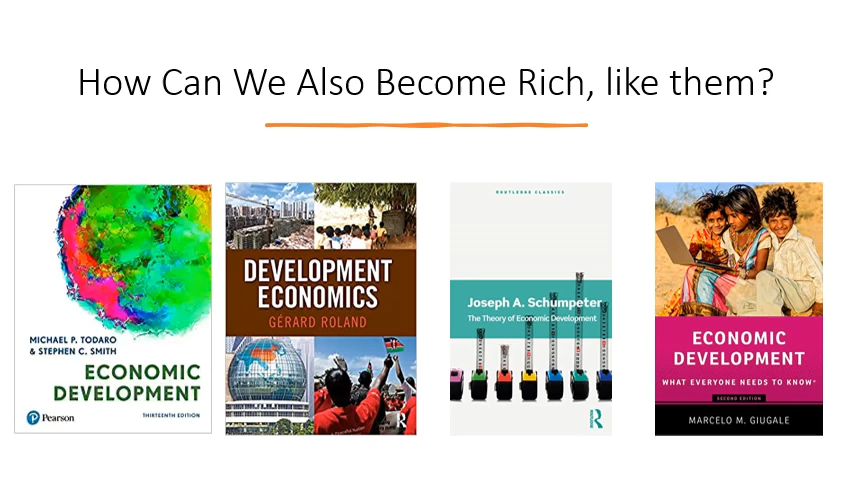 How Can We Also Become Rich, like them?
MICHAEL P. TODARO
& STEPHEN C. SMITH
ECONOMIC
DEVELOPMENT
Pearson
THIRTEENTH EDITION
DEVELOPMENT
ECONOMICS
GÉRARD ROLAND
R
ROUTLEDGE CLASSICS
Joseph A. Schumpeter
The Theory of Economic Development
ROUTLEDGE
R
ECONOMIC
DEVELOPMENT
WHAT EVERYONE NEEDS TO KNOW®
SECOND EDITION
MARCELO M. GIUGALE